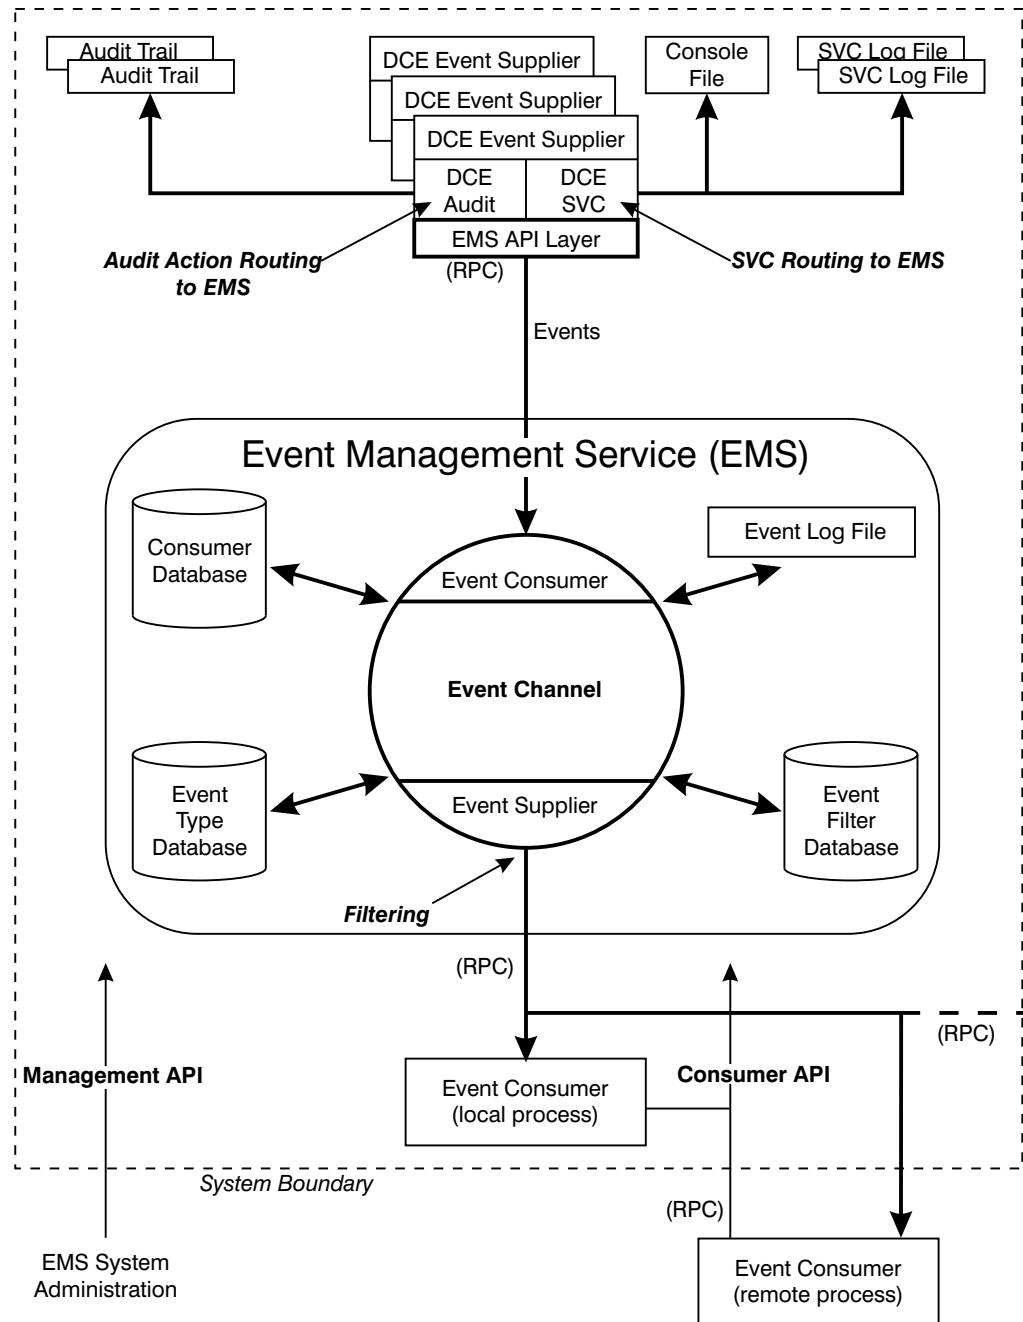 Audit Trail
Audit Trail
DCE Event Supplier
DCE Event Supplier
DCE Event Supplier
DCE
Audit
DCE
SVC
EMS API Layer
(RPC)
Console
File
SVC Log File
SVC Log File
Audit Action Routing
to EMS
SVC Routing to EMS
Events
Event Management Service (EMS)
Consumer
Database
Event Log File
Event Consumer
Event Channel
Event Supplier
Event
Type
Database
Event
Filter
Database
Filtering
(RPC)
(RPC)
Management API
Event Consumer
(local process)
Consumer API
System Boundary
(RPC)
EMS System
Administration
Event Consumer
(remote process)